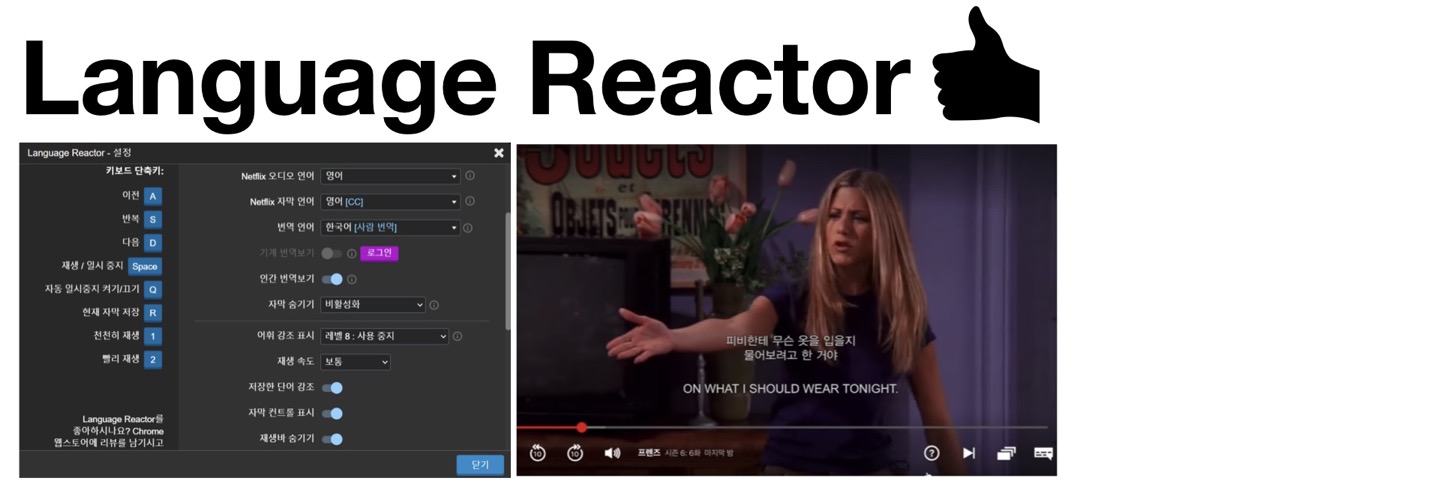 Language Reactor
Language Reactor - 설정
키보드 단축키:
이전 A
반복 S
다음 D
재생 / 일시 중지 Space
자동 일시중지 켜기/끄기 Q
현재 자막 저장 R
천천히 재생 1
빨리 재생 2
Language Reactor를
좋아하시나요? Chrome
웹스토어에 리뷰를 남기시고
Netflix 오디오 언어 영어
Netflix 자막 언어 영어 [CC]
번역 언어 한국어 [사람 번역]
기계 번역보기 로그인
인간 번역보기
자막 숨기기 비활성화
어휘 강조 표시 레벨 8 : 사용 중지
재생 속도 보통
저장한 단어 강조
자막 컨트롤 표시
재생바 숨기기
닫기
OBJETS
피비한테 무슨 옷을 입을지
물어보려고 한 거야
ON WHAT I SHOULD WEAR TONIGHT.
10 10 프렌즈 시즌 6: 6화 마지막 밤